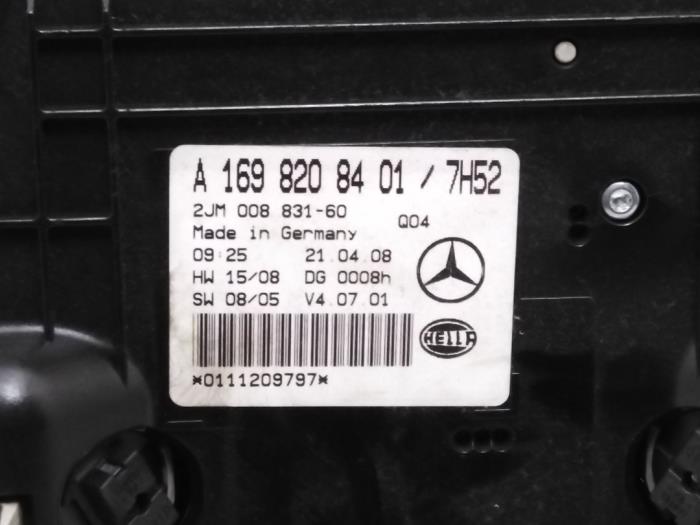 A 169 820 84 01 / 7H52
2JM 008 831-60 Q04
Made in Germany
09:25 21.04.08
HW 15/08 DG 0008h
SW 08/05 V4.07.01
HELLA
*0111209797*